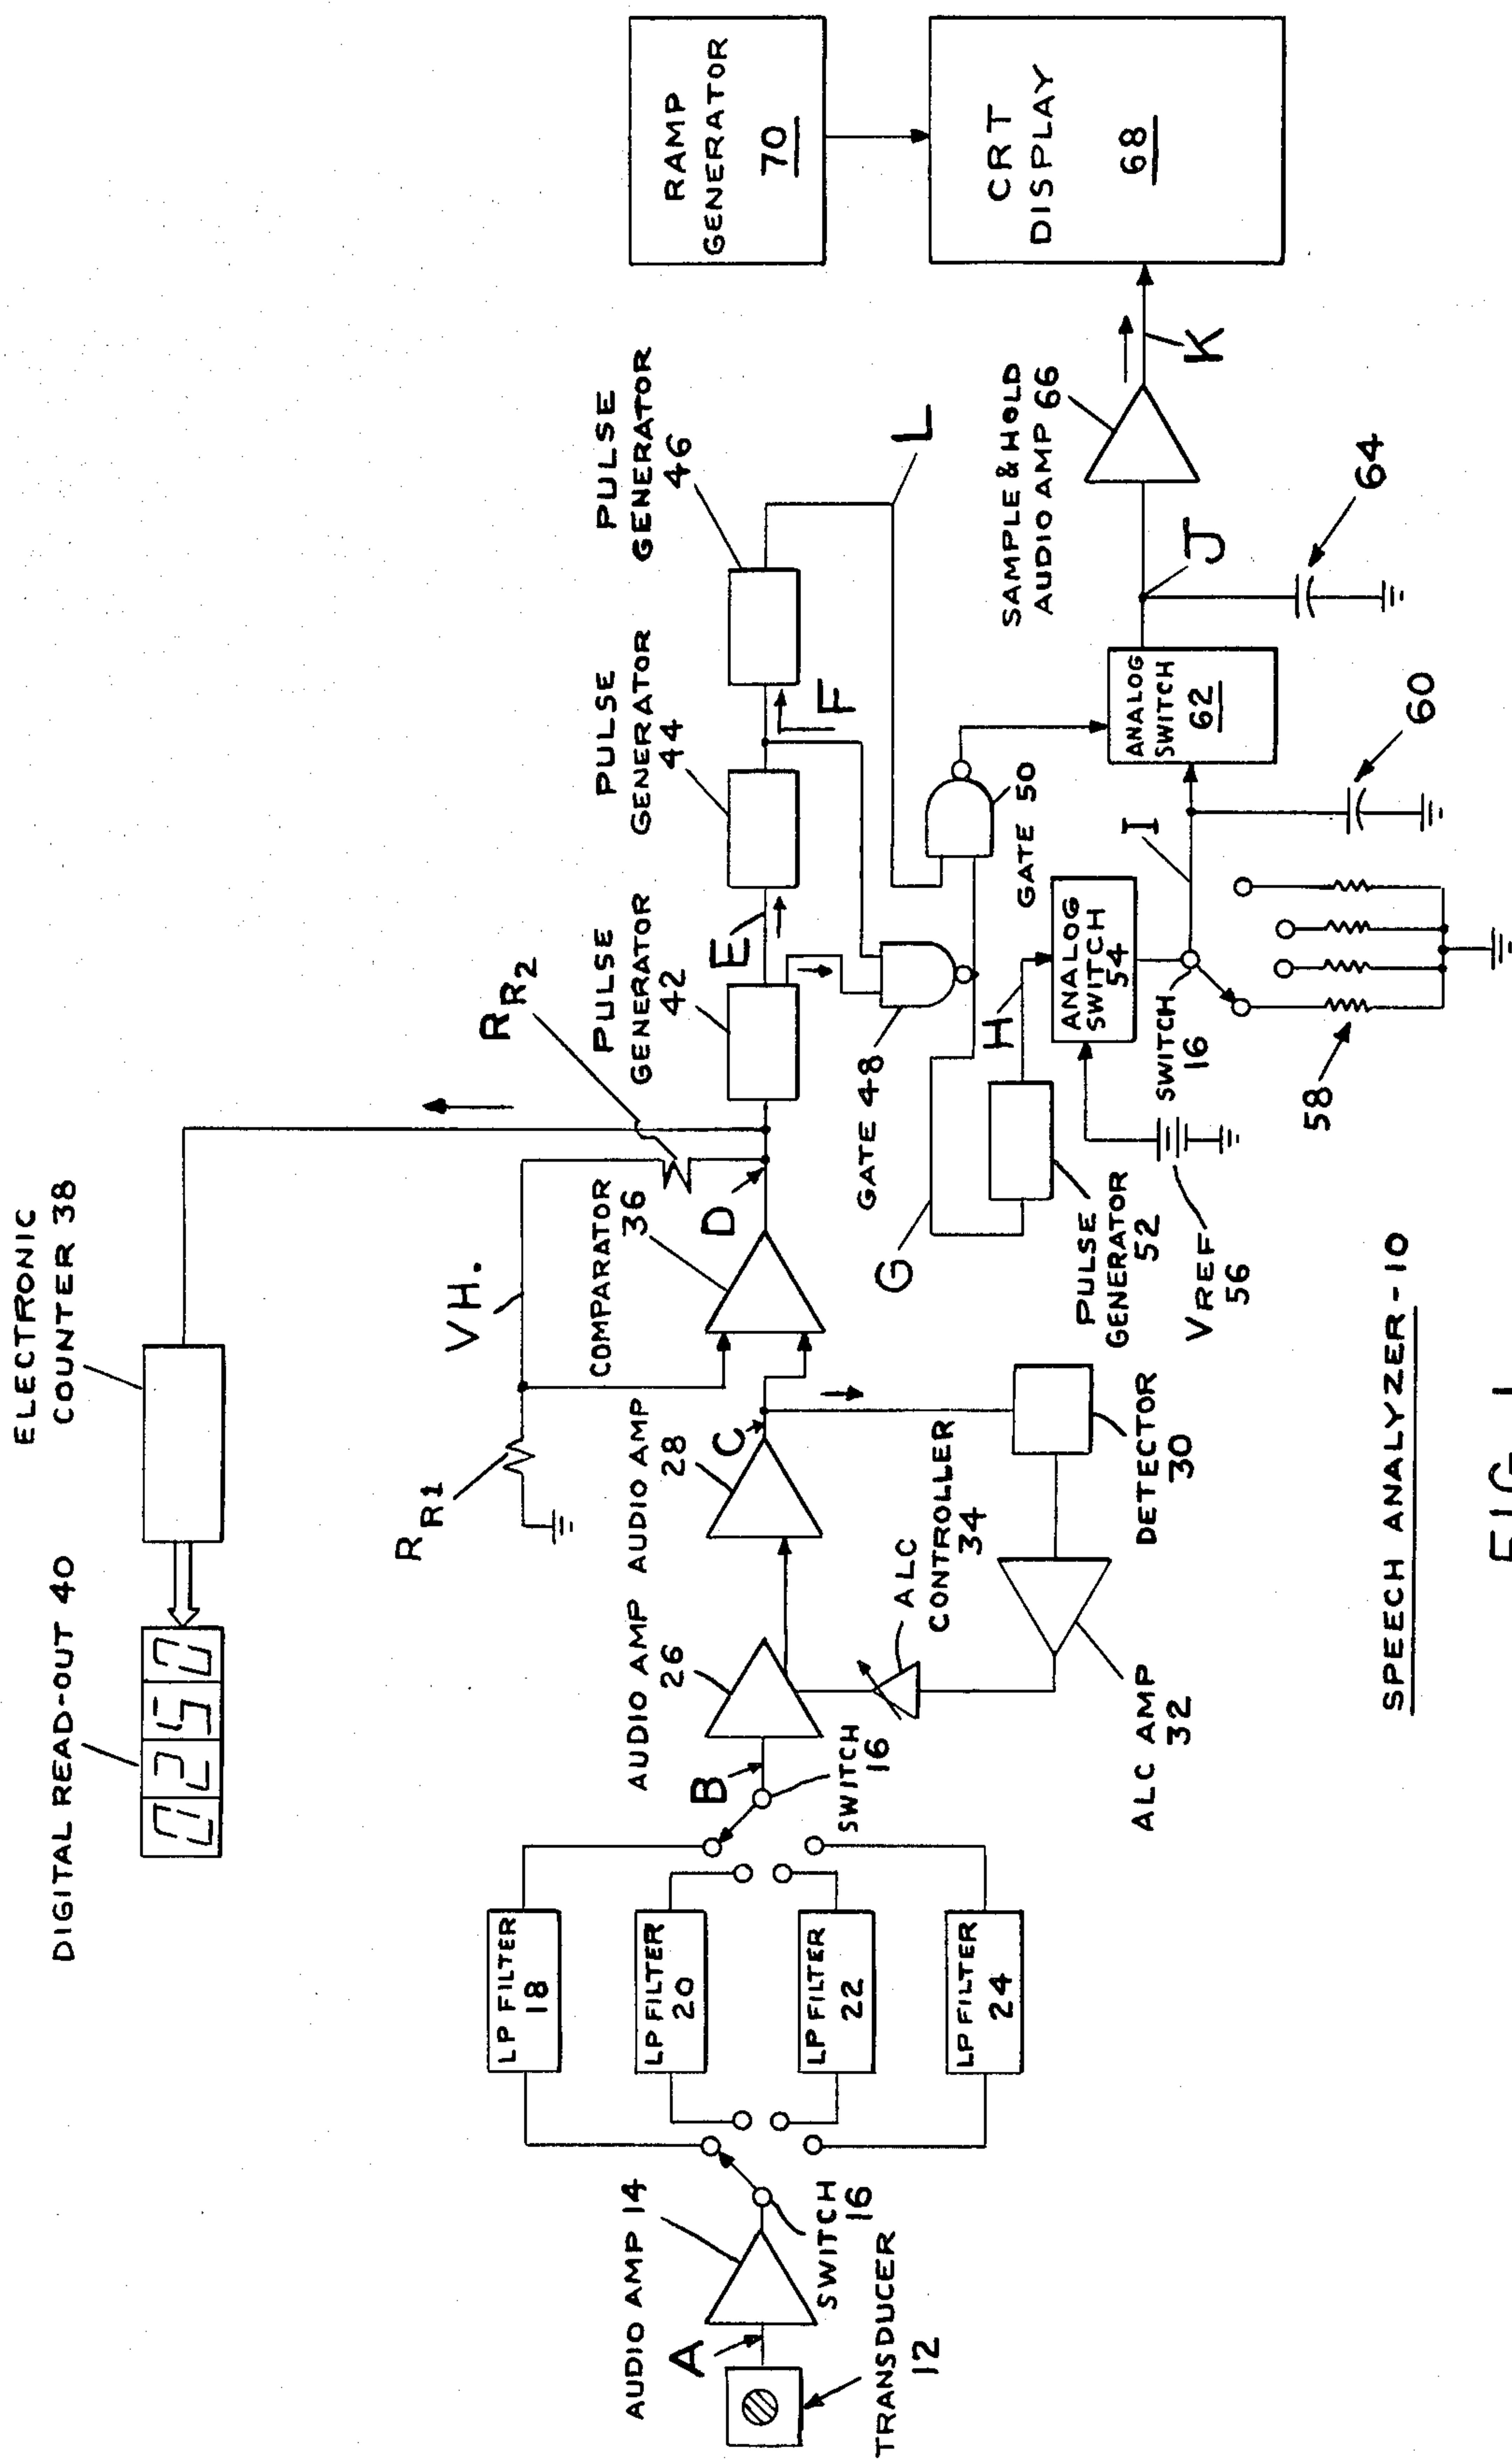 ELECTRONIC
COUNTER 38
DIGITAL READ-OUT 40
0250
R R1
VH.
R R2
COMPARATOR
36
AUDIO AMP 14
A
TRANSDUCER
12
SWITCH
16
LP FILTER
18
LP FILTER
20
LP FILTER
22
LP FILTER
24
B
SWITCH
16
AUDIO AMP
26
AUDIO AMP
28
C
ALC
CONTROLLER
34
ALC AMP
32
DETECTOR
30
D
PULSE
GENERATOR
42
E
PULSE
GENERATOR
44
F
PULSE
GENERATOR
46
L
GATE 48
G
GATE 50
PULSE
GENERATOR
52
H
ANALOG
SWITCH
54
VREF
56
SWITCH
16
58
I
60
ANALOG
SWITCH
62
J
64
SAMPLE & HOLD
AUDIO AMP 66
K
RAMP
GENERATOR
70
CRT
DISPLAY
68
SPEECH ANALYZER-10